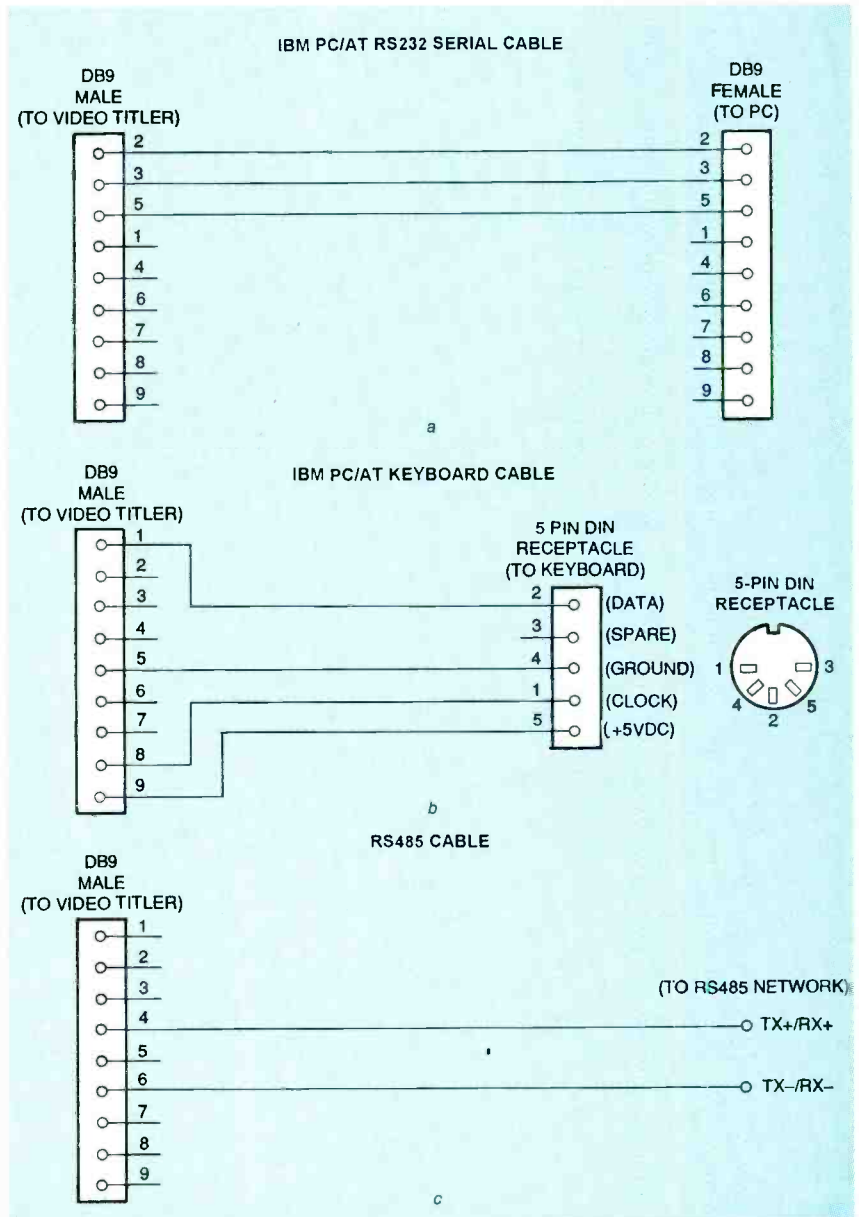 IBM PC/AT RS232 SERIAL CABLE
DB9
MALE
(TO VIDEO TITLER)
DB9
FEMALE
(TO PC)
2
3
5
1
4
6
7
8
9
2
3
5
1
4
6
7
8
9
a
IBM PC/AT KEYBOARD CABLE
DB9
MALE
(TO VIDEO TITLER)
1
2
3
4
5
6
7
8
9
5 PIN DIN
RECEPTACLE
(TO KEYBOARD)
2 (DATA)
3 (SPARE)
4 (GROUND)
1 (CLOCK)
5 (+5VDC)
5-PIN DIN
RECEPTACLE
1 3
4 5
2
b
RS485 CABLE
DB9
MALE
(TO VIDEO TITLER)
1
2
3
4
5
6
7
8
9
(TO RS485 NETWORK)
TX+/RX+
TX–/RX–
c